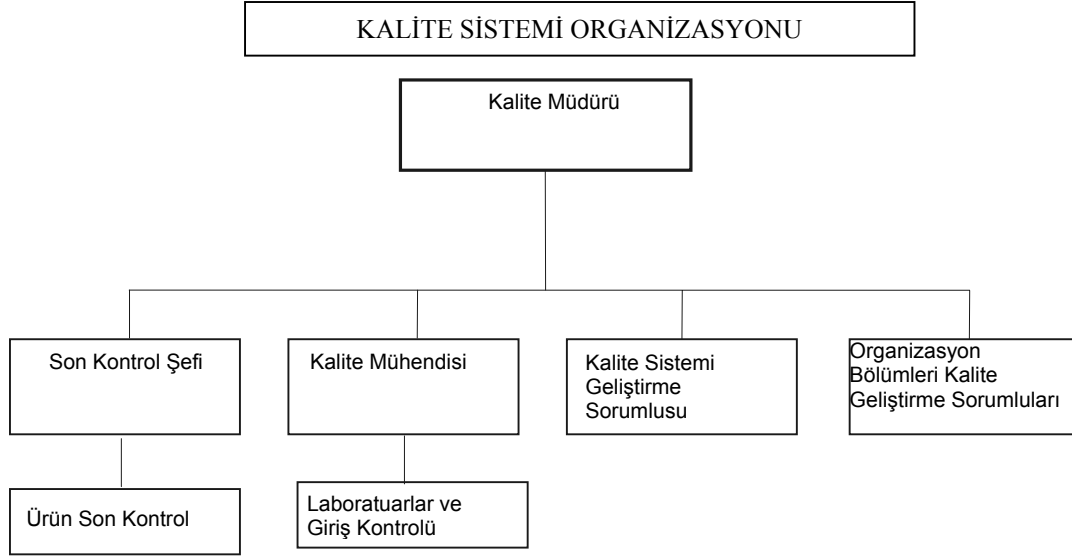 KALİTE SİSTEMİ ORGANİZASYONU
Kalite Müdürü
Son Kontrol Şefi
Kalite Mühendisi
Kalite Sistemi
Geliştirme
Sorumlusu
Organizasyon
Bölümleri Kalite
Geliştirme Sorumluları
Ürün Son Kontrol
Laboratuarlar ve
Giriş Kontrolü